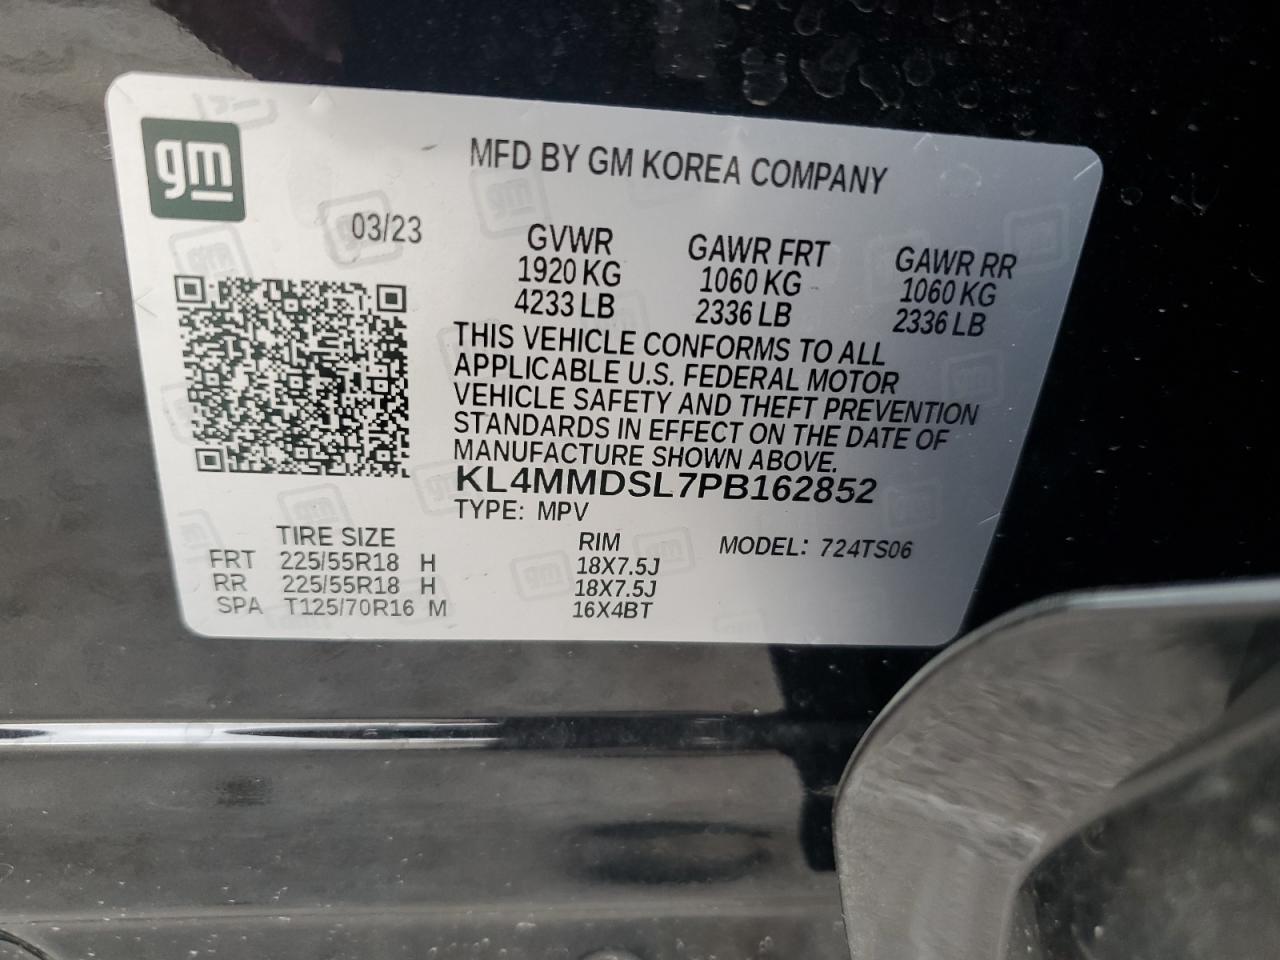 gm
MFD BY GM KOREA COMPANY
03/23
GVWR GAWR FRT GAWR RR
1920 KG 1060 KG 1060 KG
4233 LB 2336 LB 2336 LB
THIS VEHICLE CONFORMS TO ALL
APPLICABLE U.S. FEDERAL MOTOR
VEHICLE SAFETY AND THEFT PREVENTION
STANDARDS IN EFFECT ON THE DATE OF
MANUFACTURE SHOWN ABOVE.
KL4MMDSL7PB162852
TYPE: MPV
TIRE SIZE RIM MODEL: 724TS06
FRT 225/55R18 H 18X7.5J
RR 225/55R18 H 18X7.5J
SPA T125/70R16 M 16X4BT